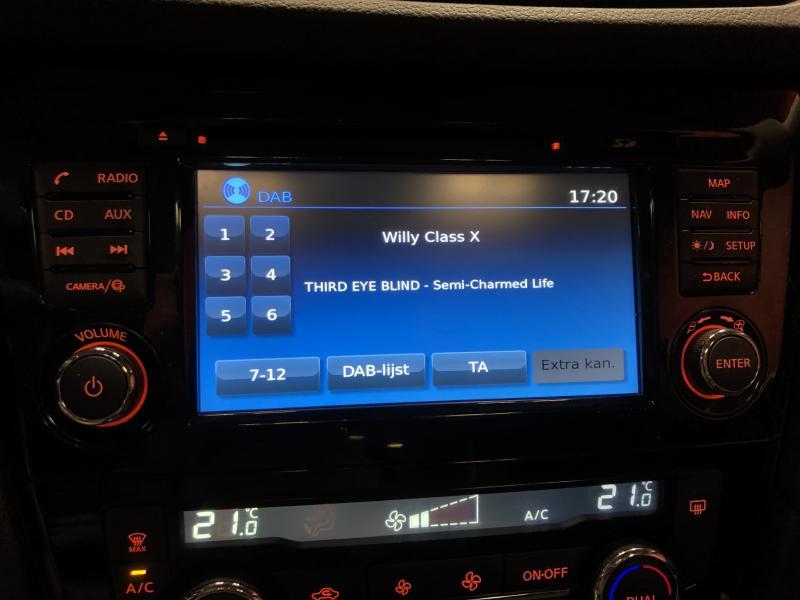 RADIO
CD AUX
CAMERA/
VOLUME
DAB 17:20
1 2
3 4
5 6
Willy Class X
THIRD EYE BLIND - Semi-Charmed Life
7-12 DAB-lijst TA Extra kan.
MAP
NAV INFO
SETUP
BACK
ENTER
21.0 °C A/C 21.0 °C
MAX
A/C
ON·OFF
DUAL